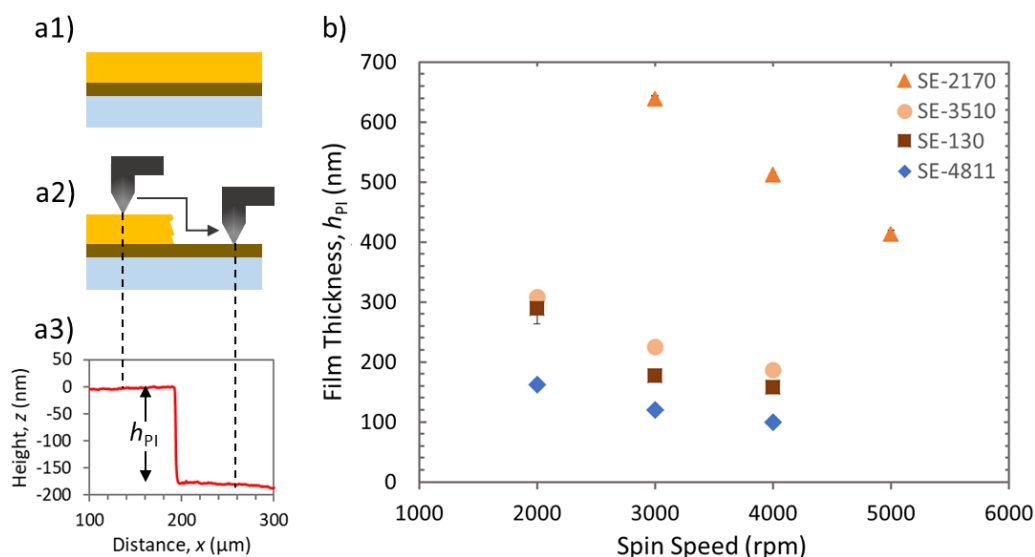 a1)
a2)
a3)
50
0
-50
-100
-150
-200
Height, z (nm)
hPI
100
200
300
Distance, x (µm)
b)
700
600
500
400
300
200
100
0
Film Thickness, hPI (nm)
SE-2170
SE-3510
SE-130
SE-4811
1000 2000 3000 4000 5000 6000
Spin Speed (rpm)